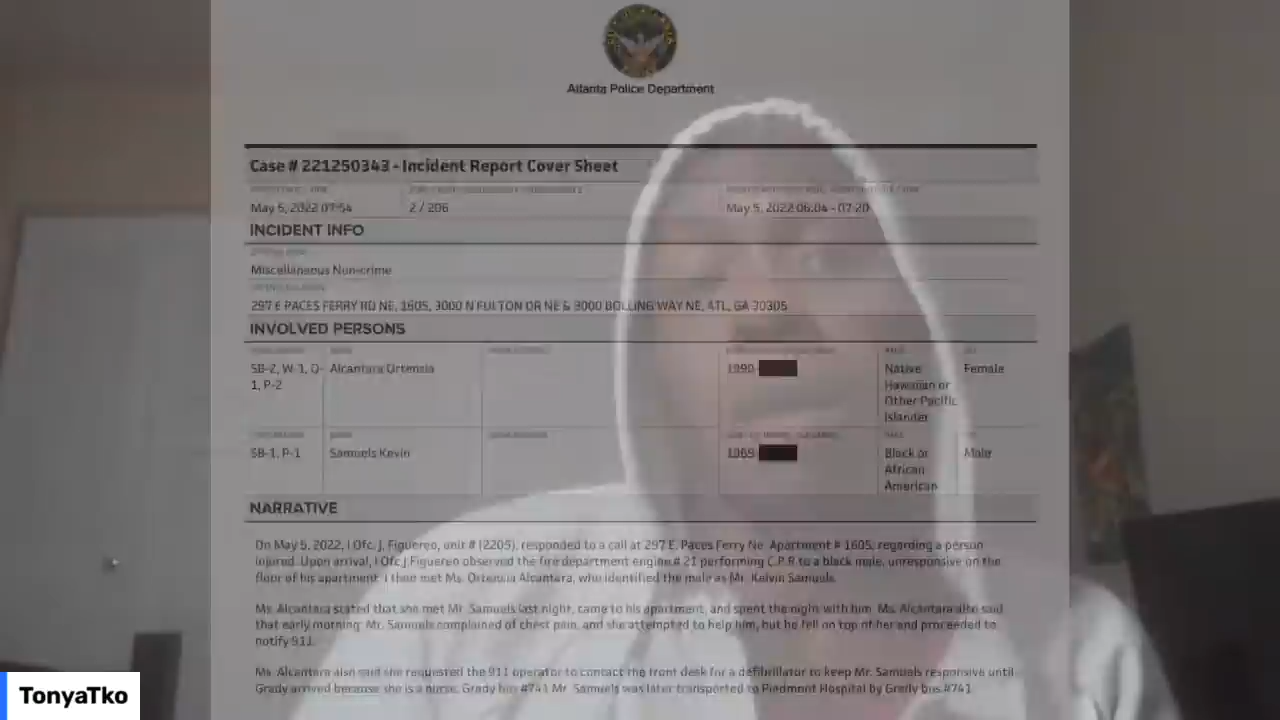 Atlanta Police Department
Case # 221250343 - Incident Report Cover Sheet
May 5, 2022 07:54
2 / 206
May 5, 2022 06:04 - 07:20
INCIDENT INFO
Miscellaneous Non-crime
297 E PACES FERRY RD NE, 1605, 3000 N FULTON DR NE & 3000 BOLLING WAY NE, ATL, GA 30305
INVOLVED PERSONS
SB-2, W-1, O-
1, P-2
Alcantara Ortensia
1990-
Native
Hawaiian or
Other Pacific
Islander
Female
SB-1, P-1
Samuels Kevin
1965
Black or
African
American
Male
NARRATIVE
On May 5, 2022, I Ofc. J, Figuereo, unit # (2205), responded to a call at 297 E. Paces Ferry Ne Apartment # 1605, regarding a person
injured. Upon arrival, I Ofc.J Figuereo observed the fire department engine # 21 performing C.P.R to a black male, unresponsive on the
floor of his apartment. I then met Ms. Ortensia Alcantara, who identified the male as Mr. Kelvin Samuels.
Ms. Alcantara stated that she met Mr. Samuels last night, came to his apartment, and spent the night with him. Ms. Alcantara also said
that early morning Mr. Samuels complained of chest pain, and she attempted to help him, but he fell on top of her and proceeded to
notify 911.
Ms. Alcantara also said she requested the 911 operator to contact the front desk for a defibrillator to keep Mr. Samuels responsive until
Grady arrived because she is a nurse. Grady bus #741 Mr. Samuels was later transported to Piedmont Hospital by Grady bus #741
TonyaTko